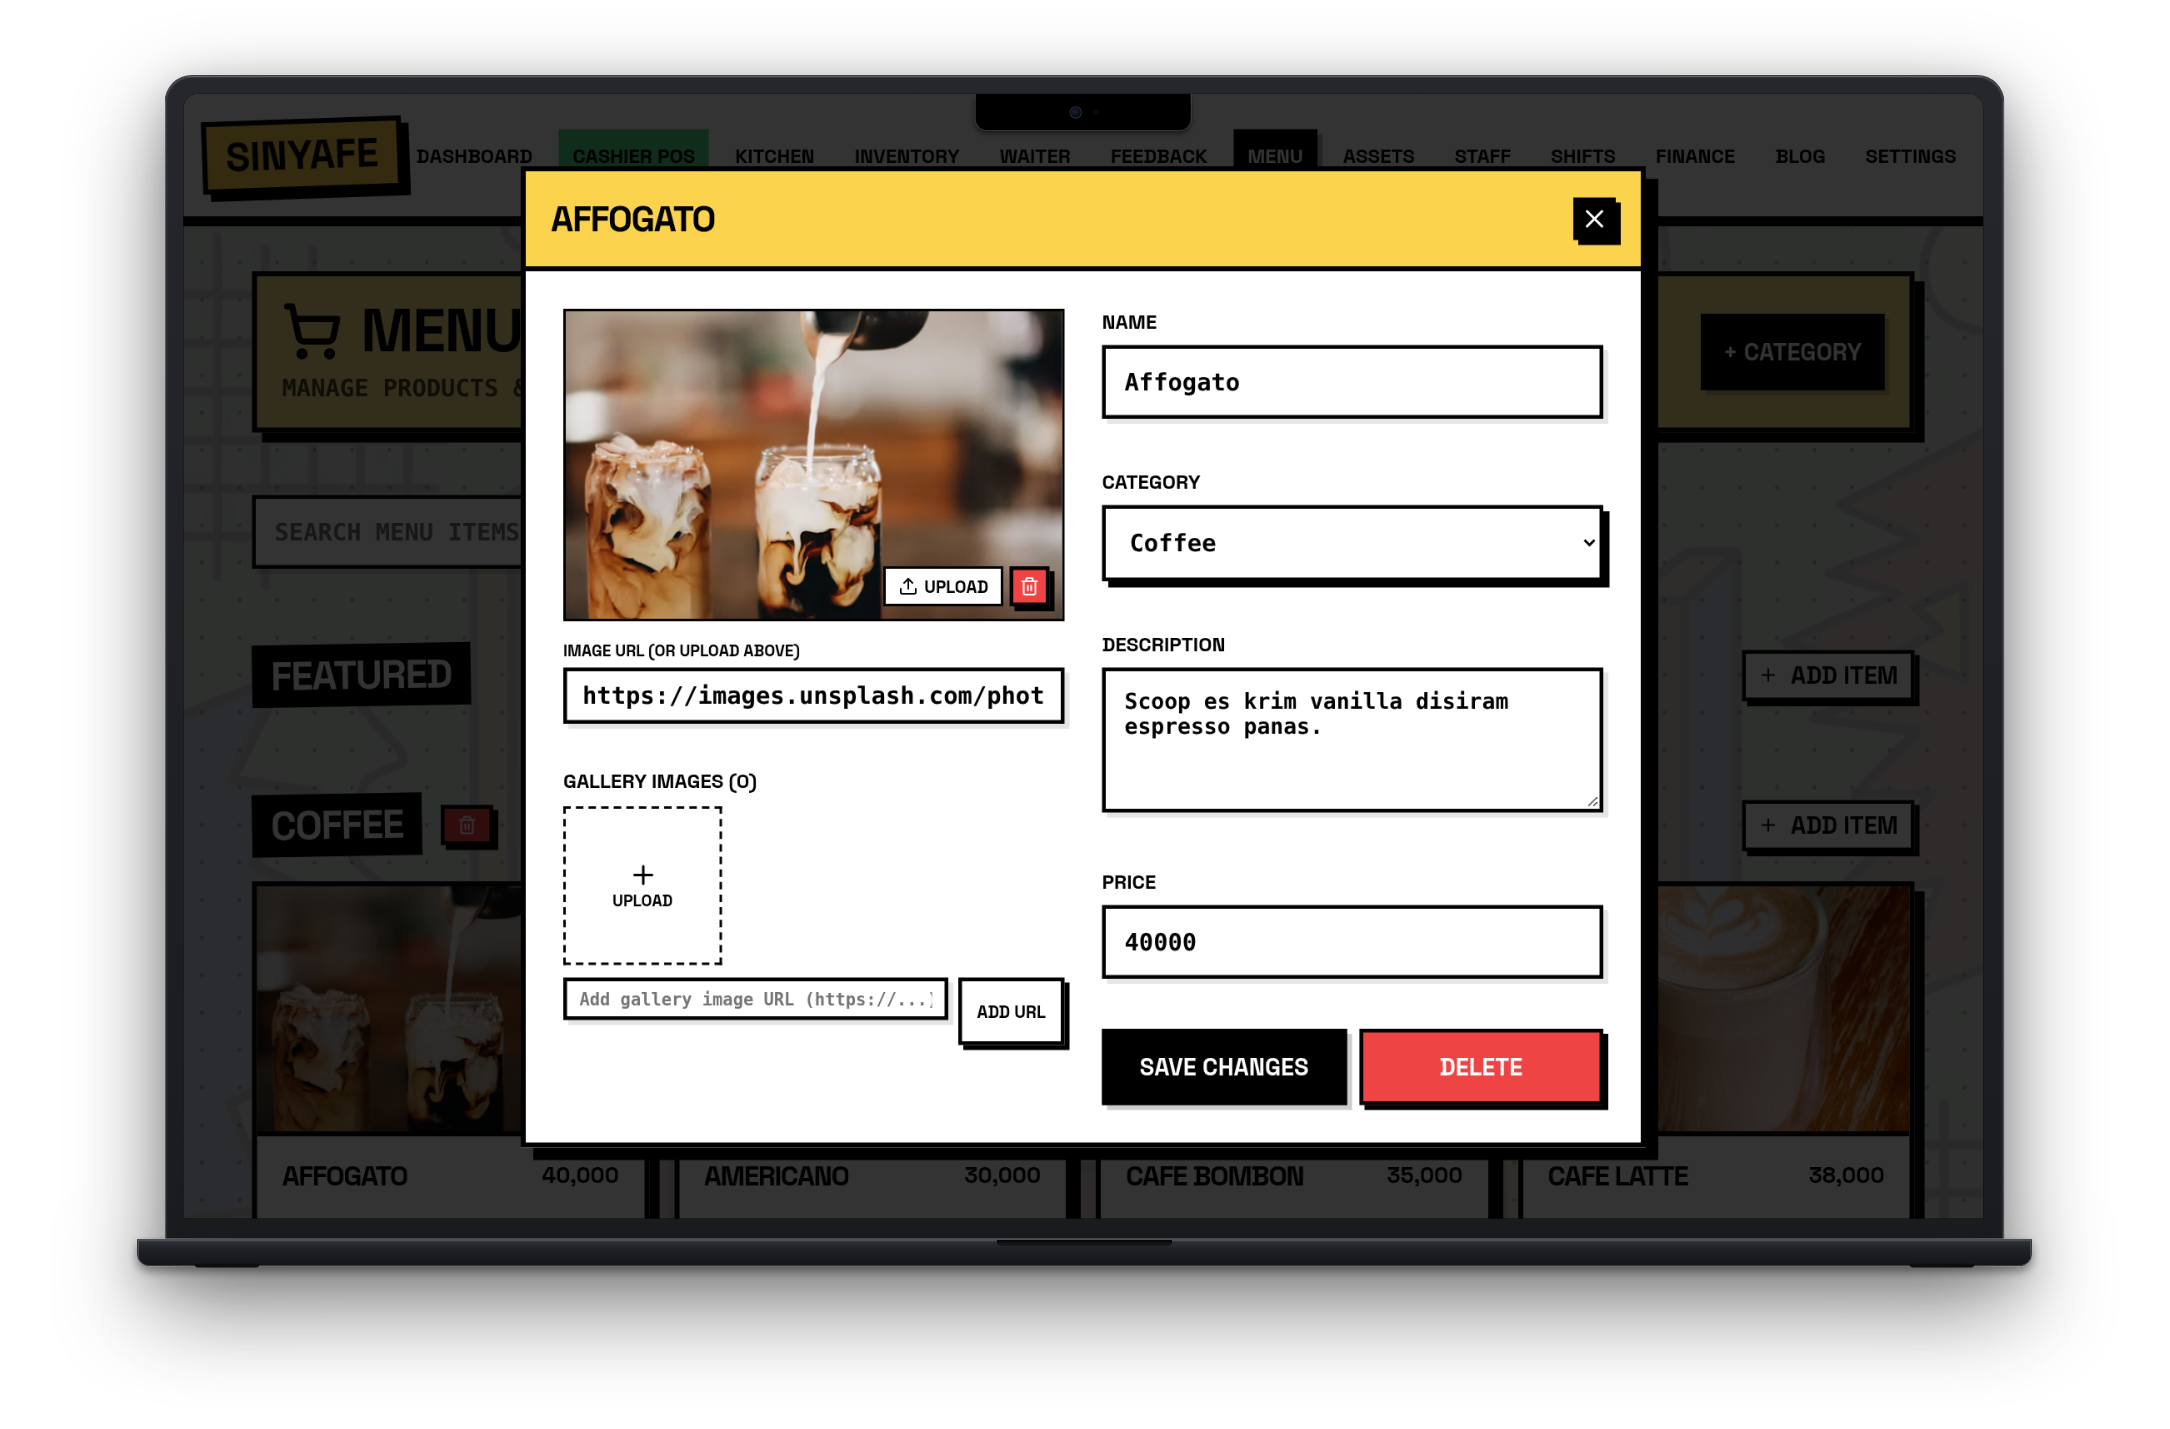 SINYAFE
DASHBOARD
CASHIER POS
KITCHEN
INVENTORY
WAITER
FEEDBACK
MENU
ASSETS
STAFF
SHIFTS
FINANCE
BLOG
SETTINGS
AFFOGATO
MENU
MANAGE PRODUCTS &
+ CATEGORY
SEARCH MENU ITEMS
FEATURED
+ ADD ITEM
COFFEE
+ ADD ITEM
UPLOAD
IMAGE URL (OR UPLOAD ABOVE)
https://images.unsplash.com/phot
GALLERY IMAGES (0)
+
UPLOAD
Add gallery image URL (https://...)
ADD URL
NAME
Affogato
CATEGORY
Coffee
DESCRIPTION
Scoop es krim vanilla disiram
espresso panas.
PRICE
40000
SAVE CHANGES
DELETE
AFFOGATO 40,000
AMERICANO 30,000
CAFE BOMBON 35,000
CAFE LATTE 38,000